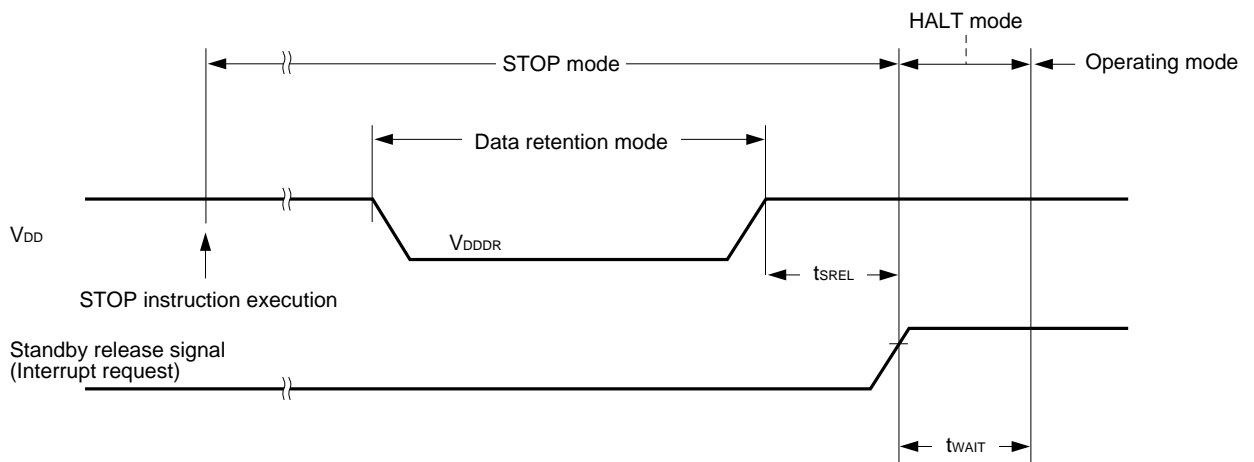 HALT mode
STOP mode
Operating mode
Data retention mode
VDD
VDDDR
tSREL
STOP instruction execution
Standby release signal
(Interrupt request)
tWAIT